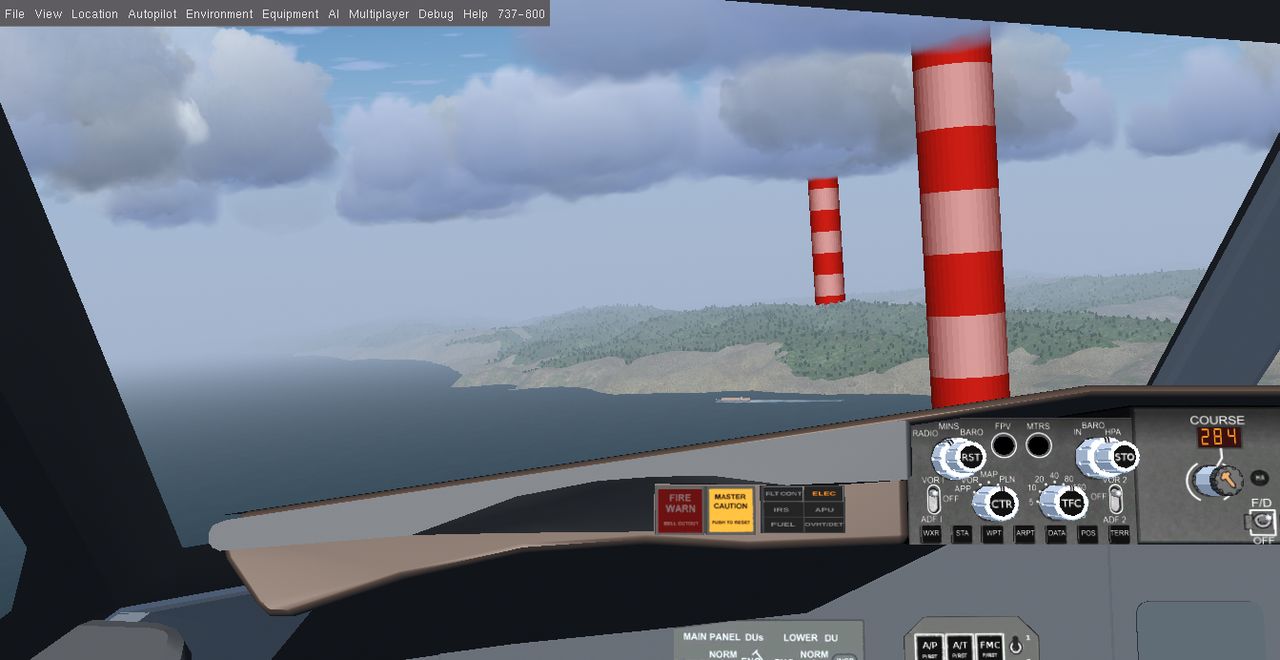 File View Location Autopilot Environment Equipment AI Multiplayer Debug Help 737-800
COURSE
284
MINS
RADIO BARO
FPV MTRS
BARO
IN HPA
RST
STO
VOR 1
OFF
ADF 1
APP VOR MAP PLN
CTR
5 10 20 40 80
TFC
VOR 2
OFF
ADF 2
WXR STA WPT ARPT DATA POS TERR
F/D
OFF
FIRE
WARN
BELL CUTOUT
MASTER
CAUTION
PUSH TO RESET
FLT CONT ELEC
IRS APU
FUEL OVHT/DET
MAIN PANEL DUs LOWER DU
NORM NORM
A/P A/T FMC
P/RST P/RST P/RST
1